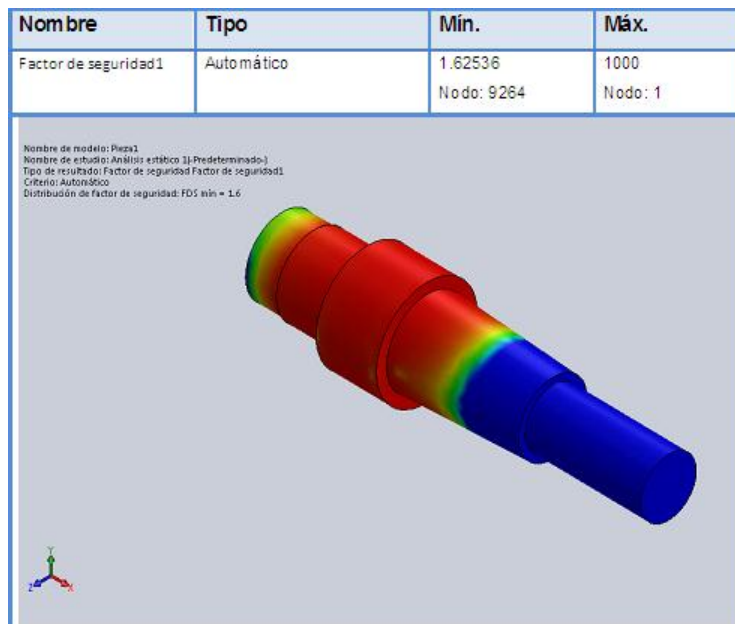 Nombre Tipo Mín. Máx.
Factor de seguridad1 Automático 1.62536 1000
Nodo: 9264 Nodo: 1
Nombre de modelo: Pieza1
Nombre de estudio: Análisis estático 1(-Predeterminado-)
Tipo de resultado: Factor de seguridad Factor de seguridad1
Criterio: Automático
Distribución de factor de seguridad: FDS mín = 1.6
Y
Z X